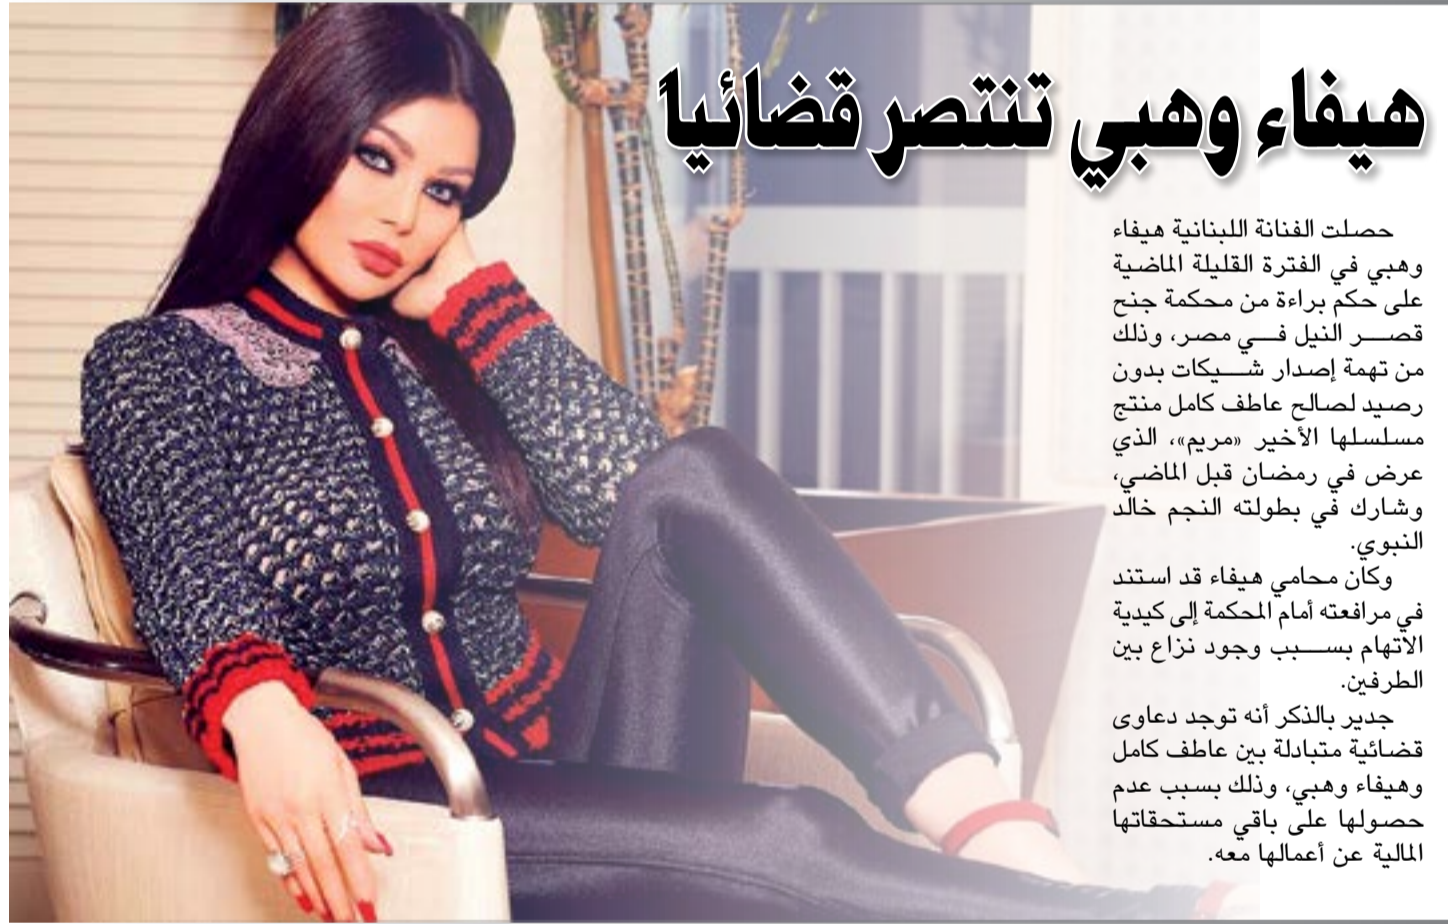 هيفاء وهبي تنتصر قضائياً
حصلت الفنانة اللبنانية هيفاء
وهبي في الفترة القليلة الماضية
على حكم براءة من محكمة جنح
قصــر النيل فــي مصر، وذلك
من تهمة إصدار شــيكات بدون
رصيد لصالح عاطف كامل منتج
مسلسلها الأخير «مريم»، الذي
عرض في رمضان قبل الماضي،
وشارك في بطولته النجم خالد
النبوي.
وكان محامي هيفاء قد استند
في مرافعته أمام المحكمة إلى كيدية
الاتهام بســبب وجود نزاع بين
الطرفين.
جدير بالذكر أنه توجد دعاوى
قضائية متبادلة بين عاطف كامل
وهيفاء وهبي، وذلك بسبب عدم
حصولها على باقي مستحقاتها
المالية عن أعمالها معه.